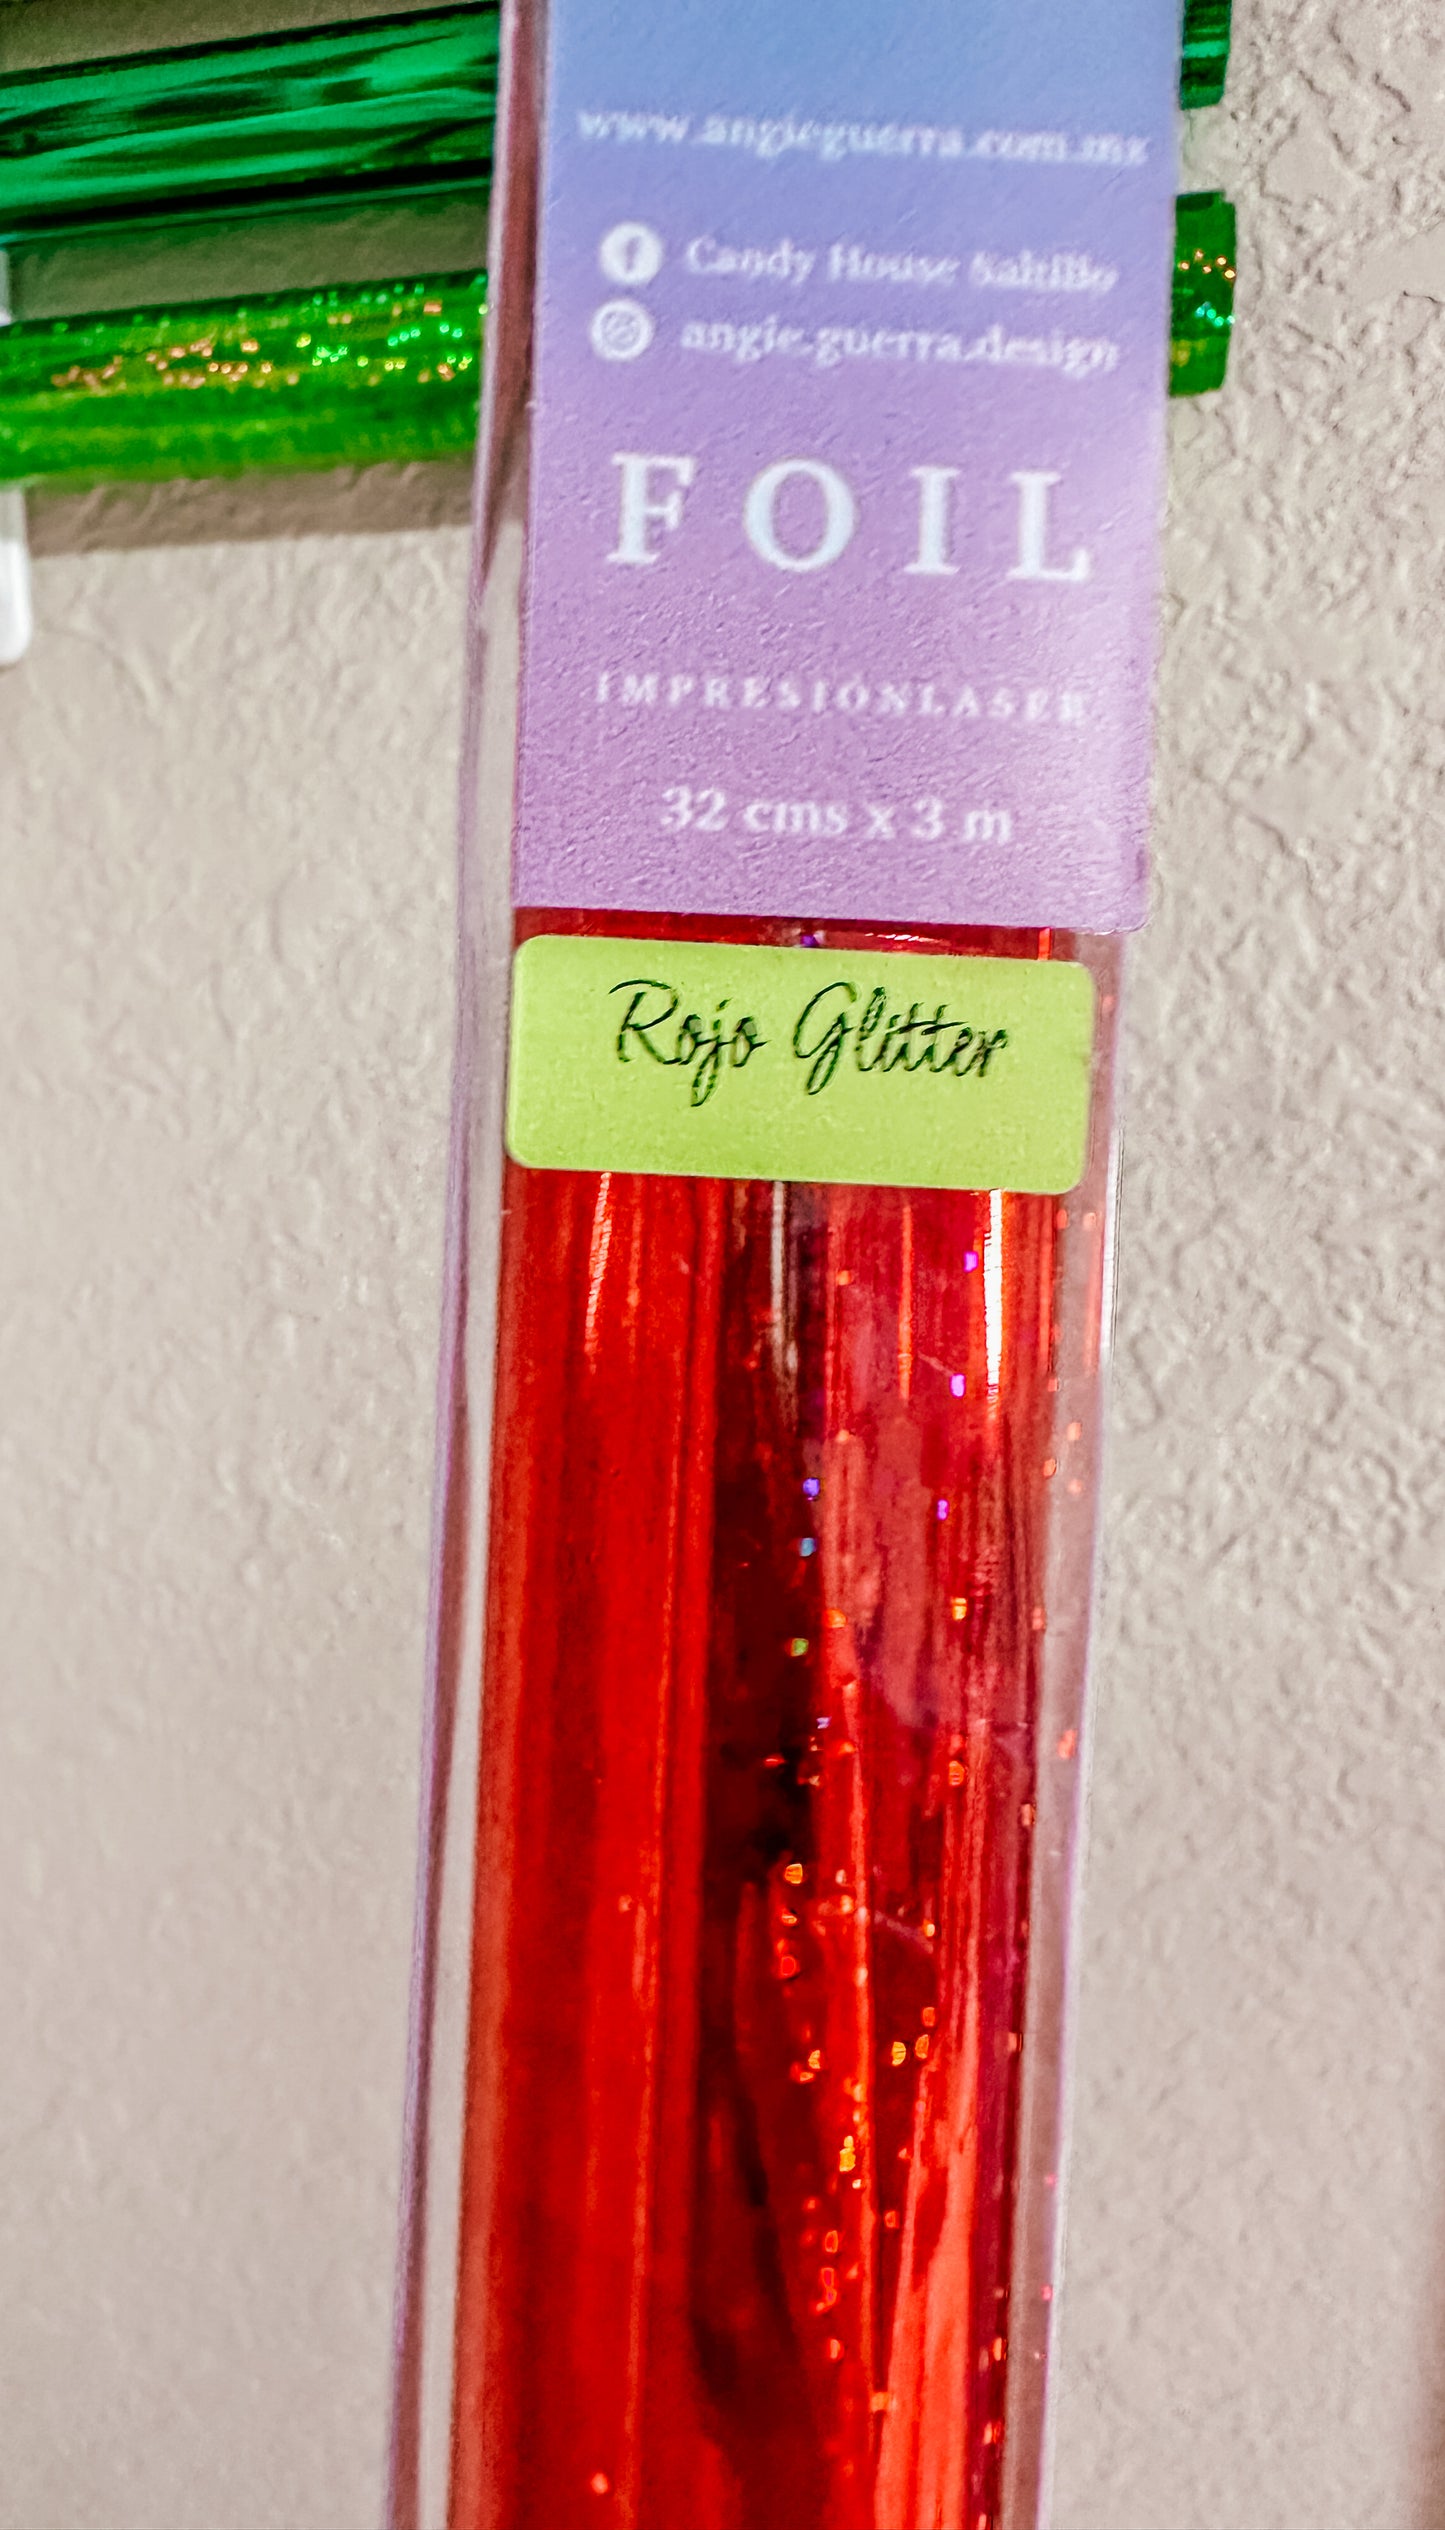 www.angieguerra.com.mx
Candy House Saltillo
angie.guerra.design
FOIL
IMPRESIONLASER
32 cms x 3 m
Rojo Glitter